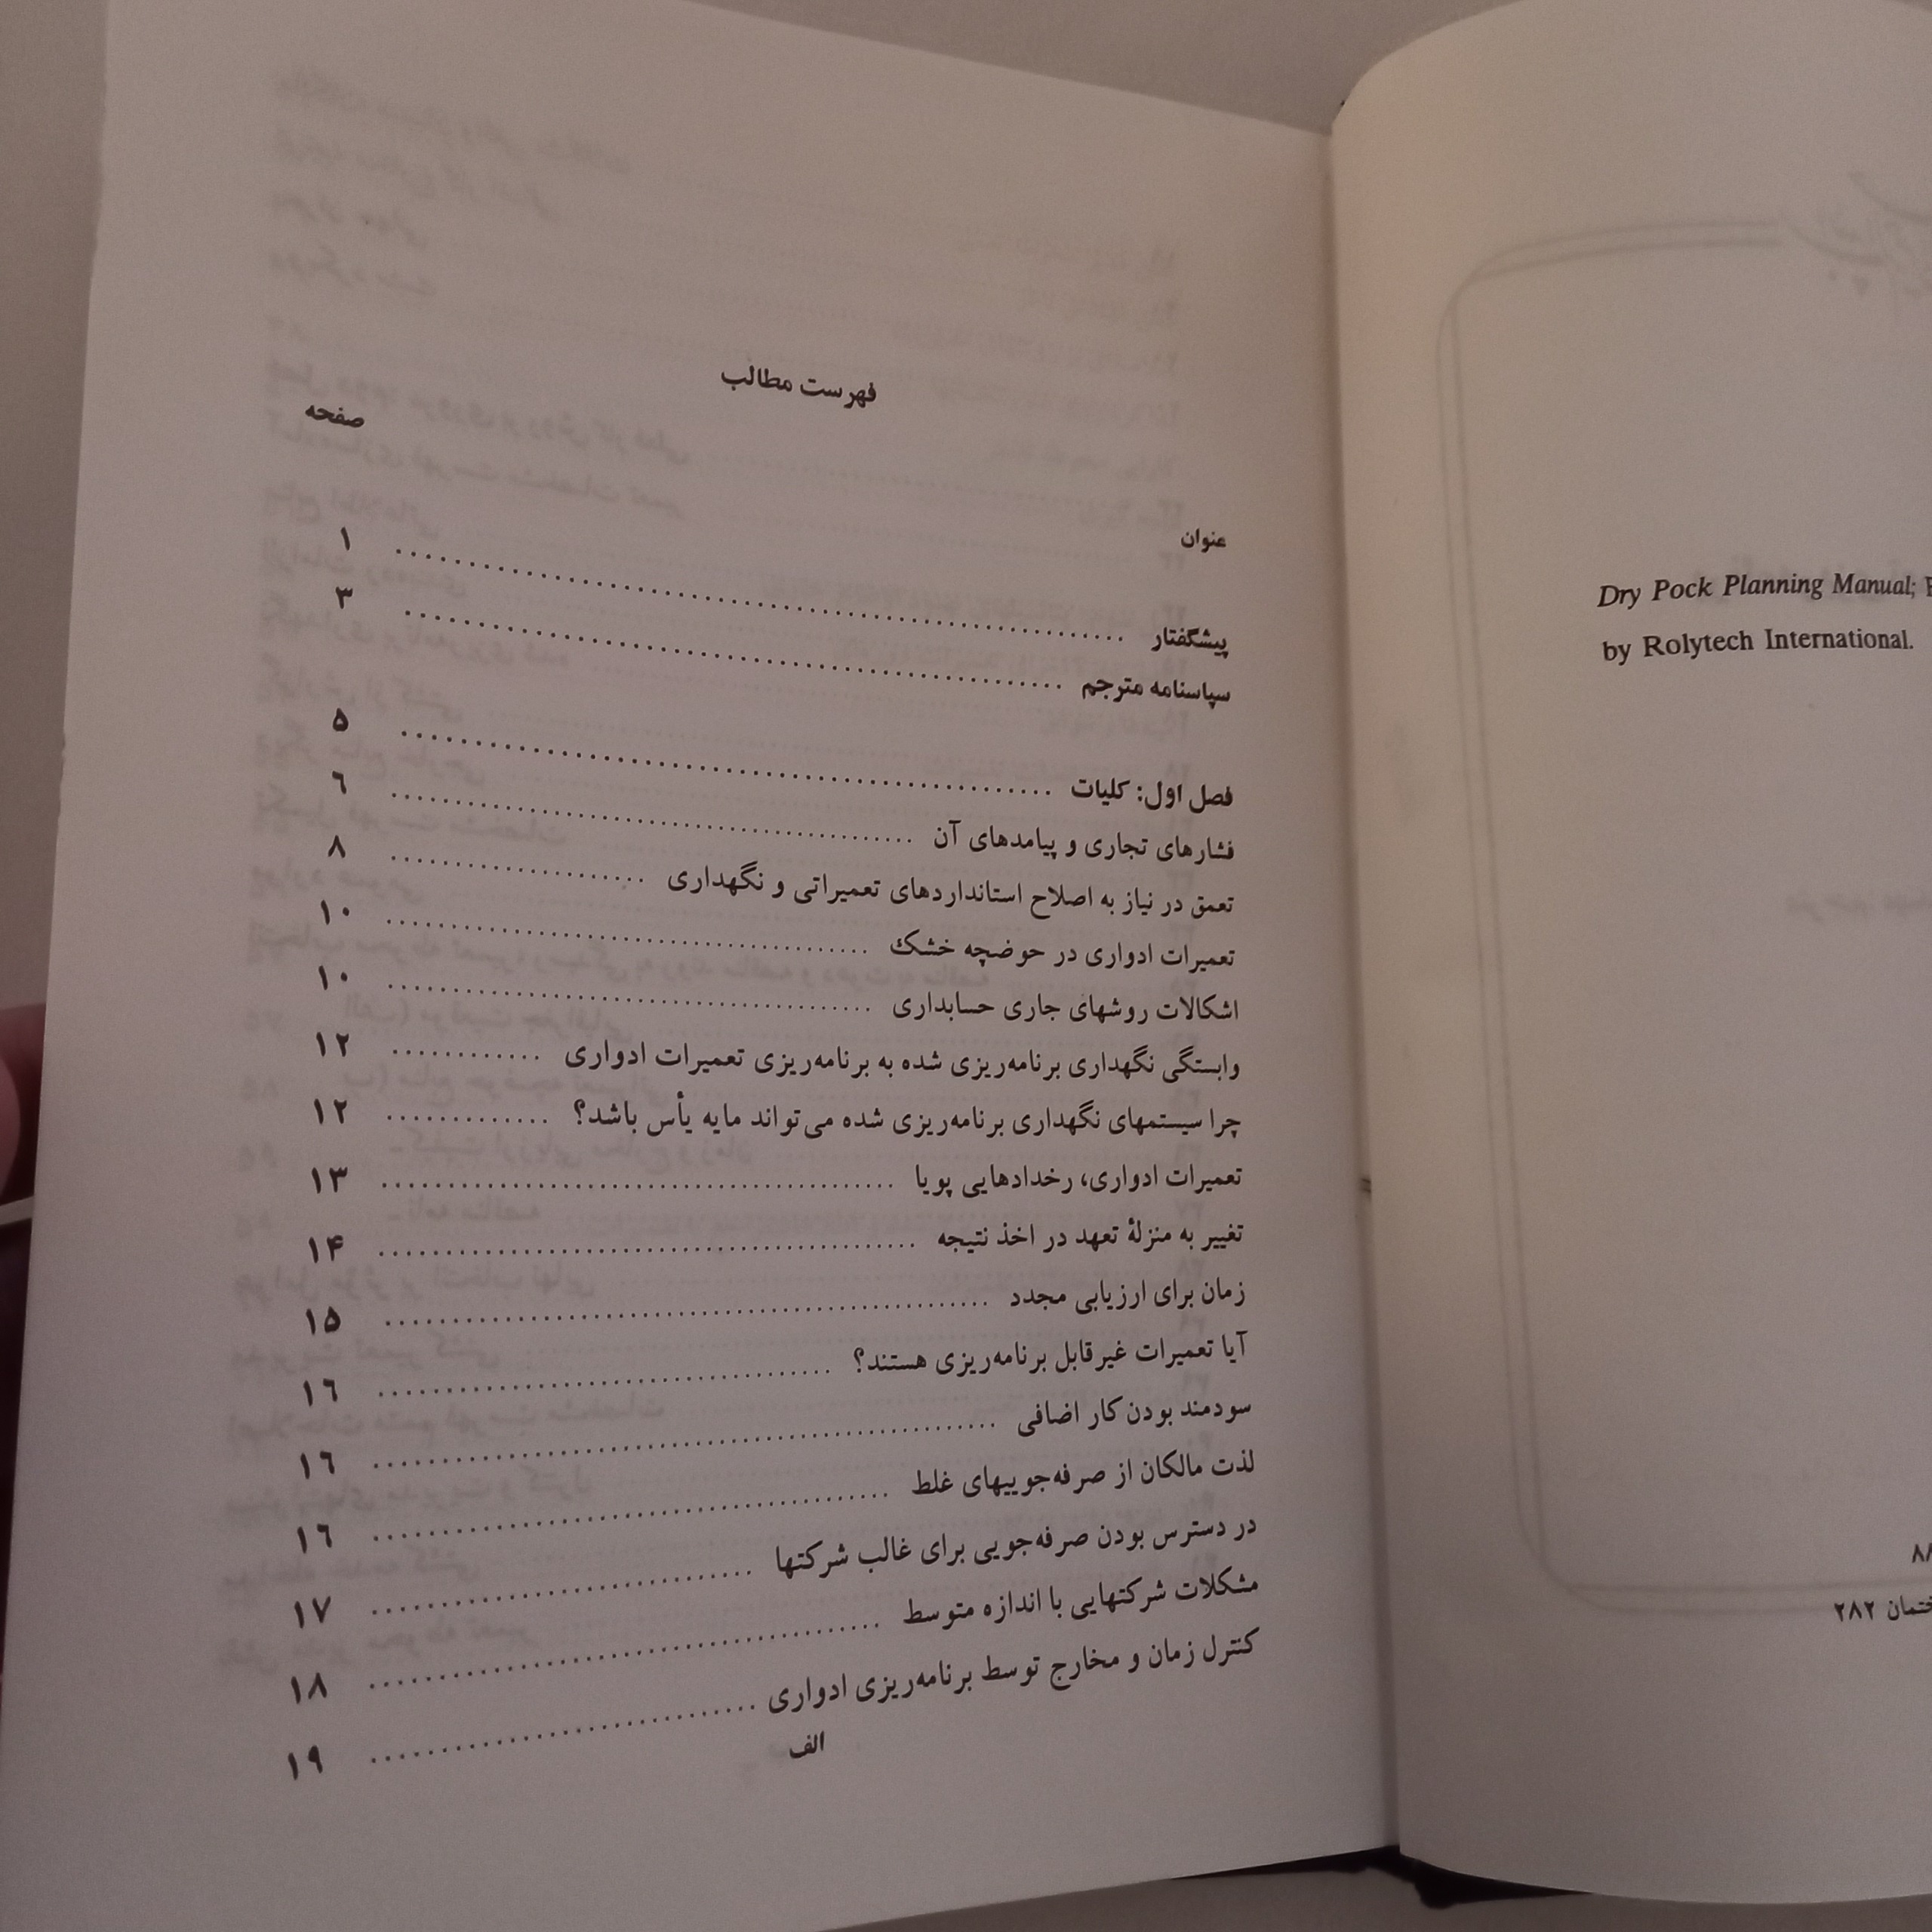 فهرست مطالب
عنوان صفحه
پیشگفتار ۱
سپاسنامه مترجم ۳
فصل اول: کلیات ۵
فشارهای تجاری و پیامدهای آن ۶
تعمق در نیاز به اصلاح استانداردهای تعمیراتی و نگهداری ۸
تعمیرات ادواری در حوضچه خشک ۱۰
اشکالات روشهای جاری حسابداری ۱۰
وابستگی نگهداری برنامه‌ریزی شده به برنامه‌ریزی تعمیرات ادواری ۱۲
چرا سیستمهای نگهداری برنامه‌ریزی شده می‌تواند مایه یأس باشد؟ ۱۲
تعمیرات ادواری، رخدادهایی پویا ۱۳
تغییر به منزلهٔ تعهد در اخذ نتیجه ۱۴
زمان برای ارزیابی مجدد ۱۵
آیا تعمیرات غیرقابل برنامه‌ریزی هستند؟ ۱۶
سودمند بودن کار اضافی ۱۶
لذت مالکان از صرفه‌جوییهای غلط ۱۶
در دسترس بودن صرفه‌جویی برای غالب شرکتها ۱۷
مشکلات شرکتهایی با اندازه متوسط ۱۸
کنترل زمان و مخارج توسط برنامه‌ریزی ادواری ۱۹
الف
Dry Pock Planning Manual;
by Rolytech International.
۲۸۲